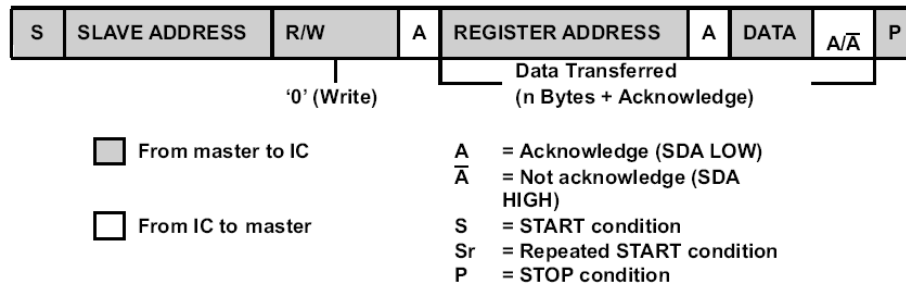 S SLAVE ADDRESS R/W A REGISTER ADDRESS A DATA A/A̅ P
Data Transferred
‘0’ (Write) (n Bytes + Acknowledge)
From master to IC A = Acknowledge (SDA LOW)
A̅ = Not acknowledge (SDA
HIGH)
From IC to master S = START condition
Sr = Repeated START condition
P = STOP condition